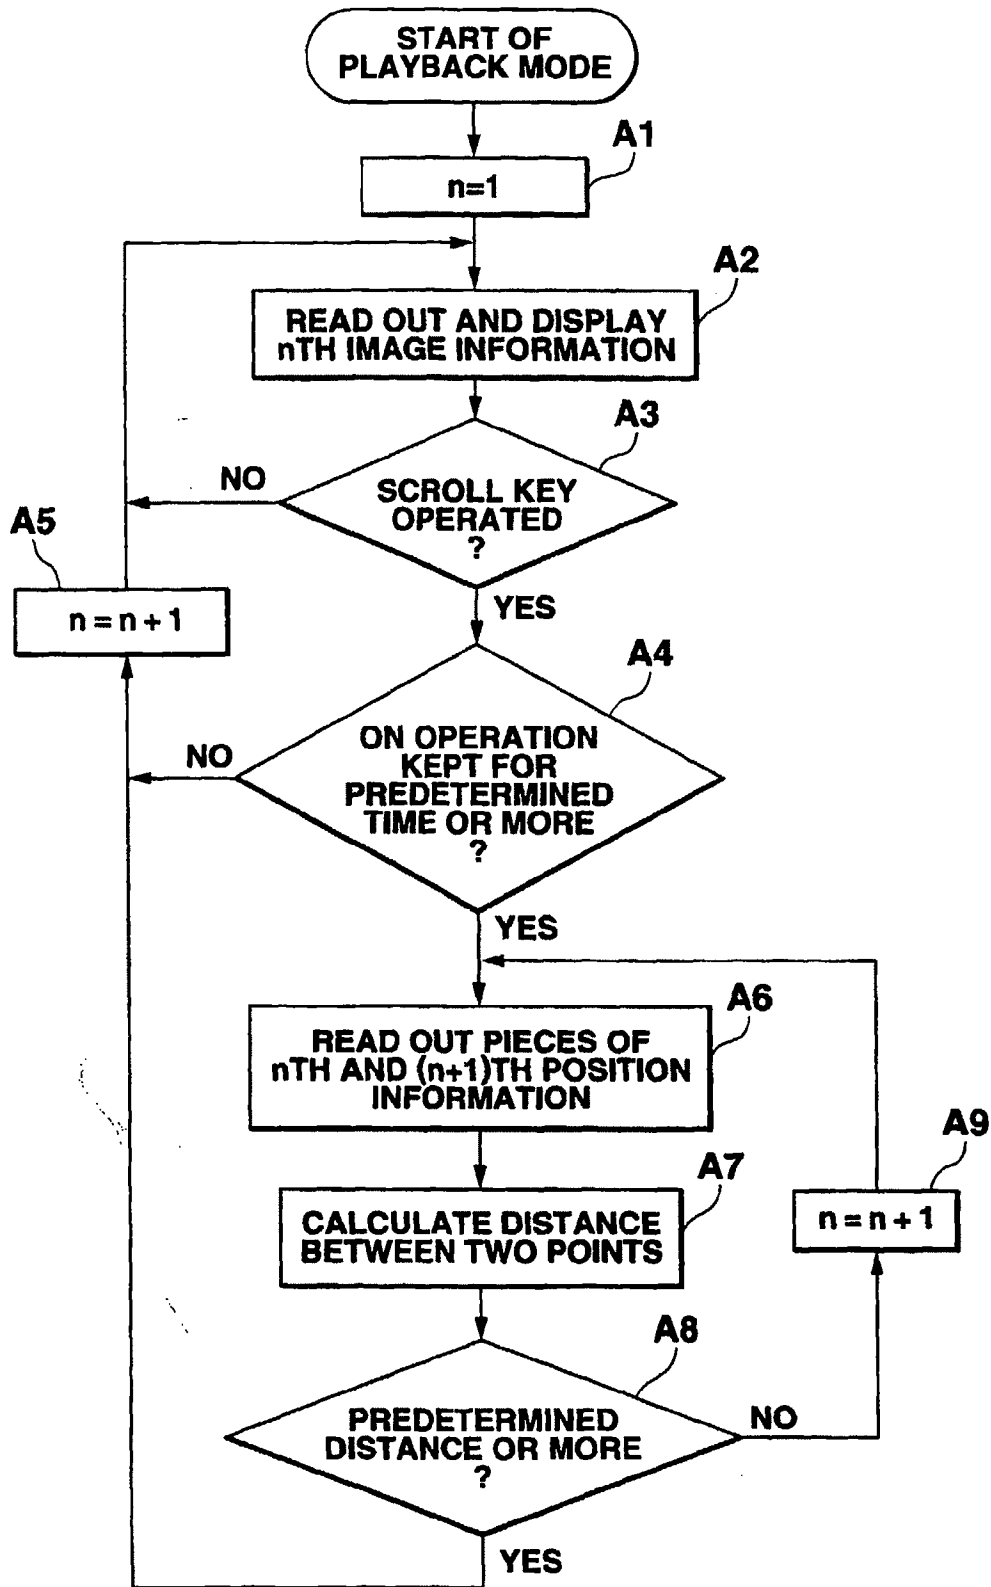 START OF
PLAYBACK MODE
A1
n=1
A2
READ OUT AND DISPLAY
nTH IMAGE INFORMATION
A3
NO
SCROLL KEY
OPERATED
?
A5
n = n + 1
YES
A4
NO
ON OPERATION
KEPT FOR
PREDETERMINED
TIME OR MORE
?
YES
A6
READ OUT PIECES OF
nTH AND (n+1)TH POSITION
INFORMATION
A9
A7
n = n + 1
CALCULATE DISTANCE
BETWEEN TWO POINTS
A8
NO
PREDETERMINED
DISTANCE OR MORE
?
YES